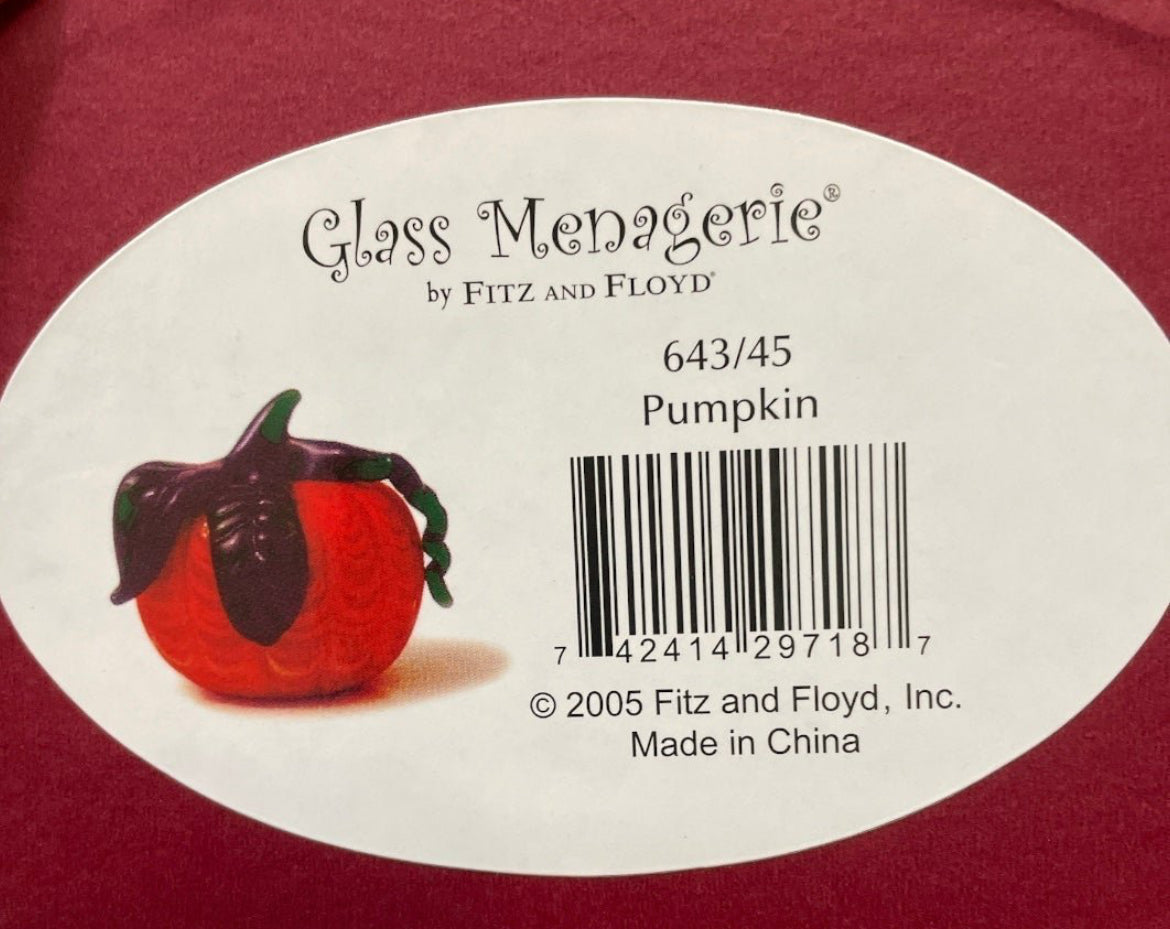 Glass Menagerie®
by FITZ AND FLOYD®
643/45
Pumpkin
7 42414 29718 7
© 2005 Fitz and Floyd, Inc.
Made in China